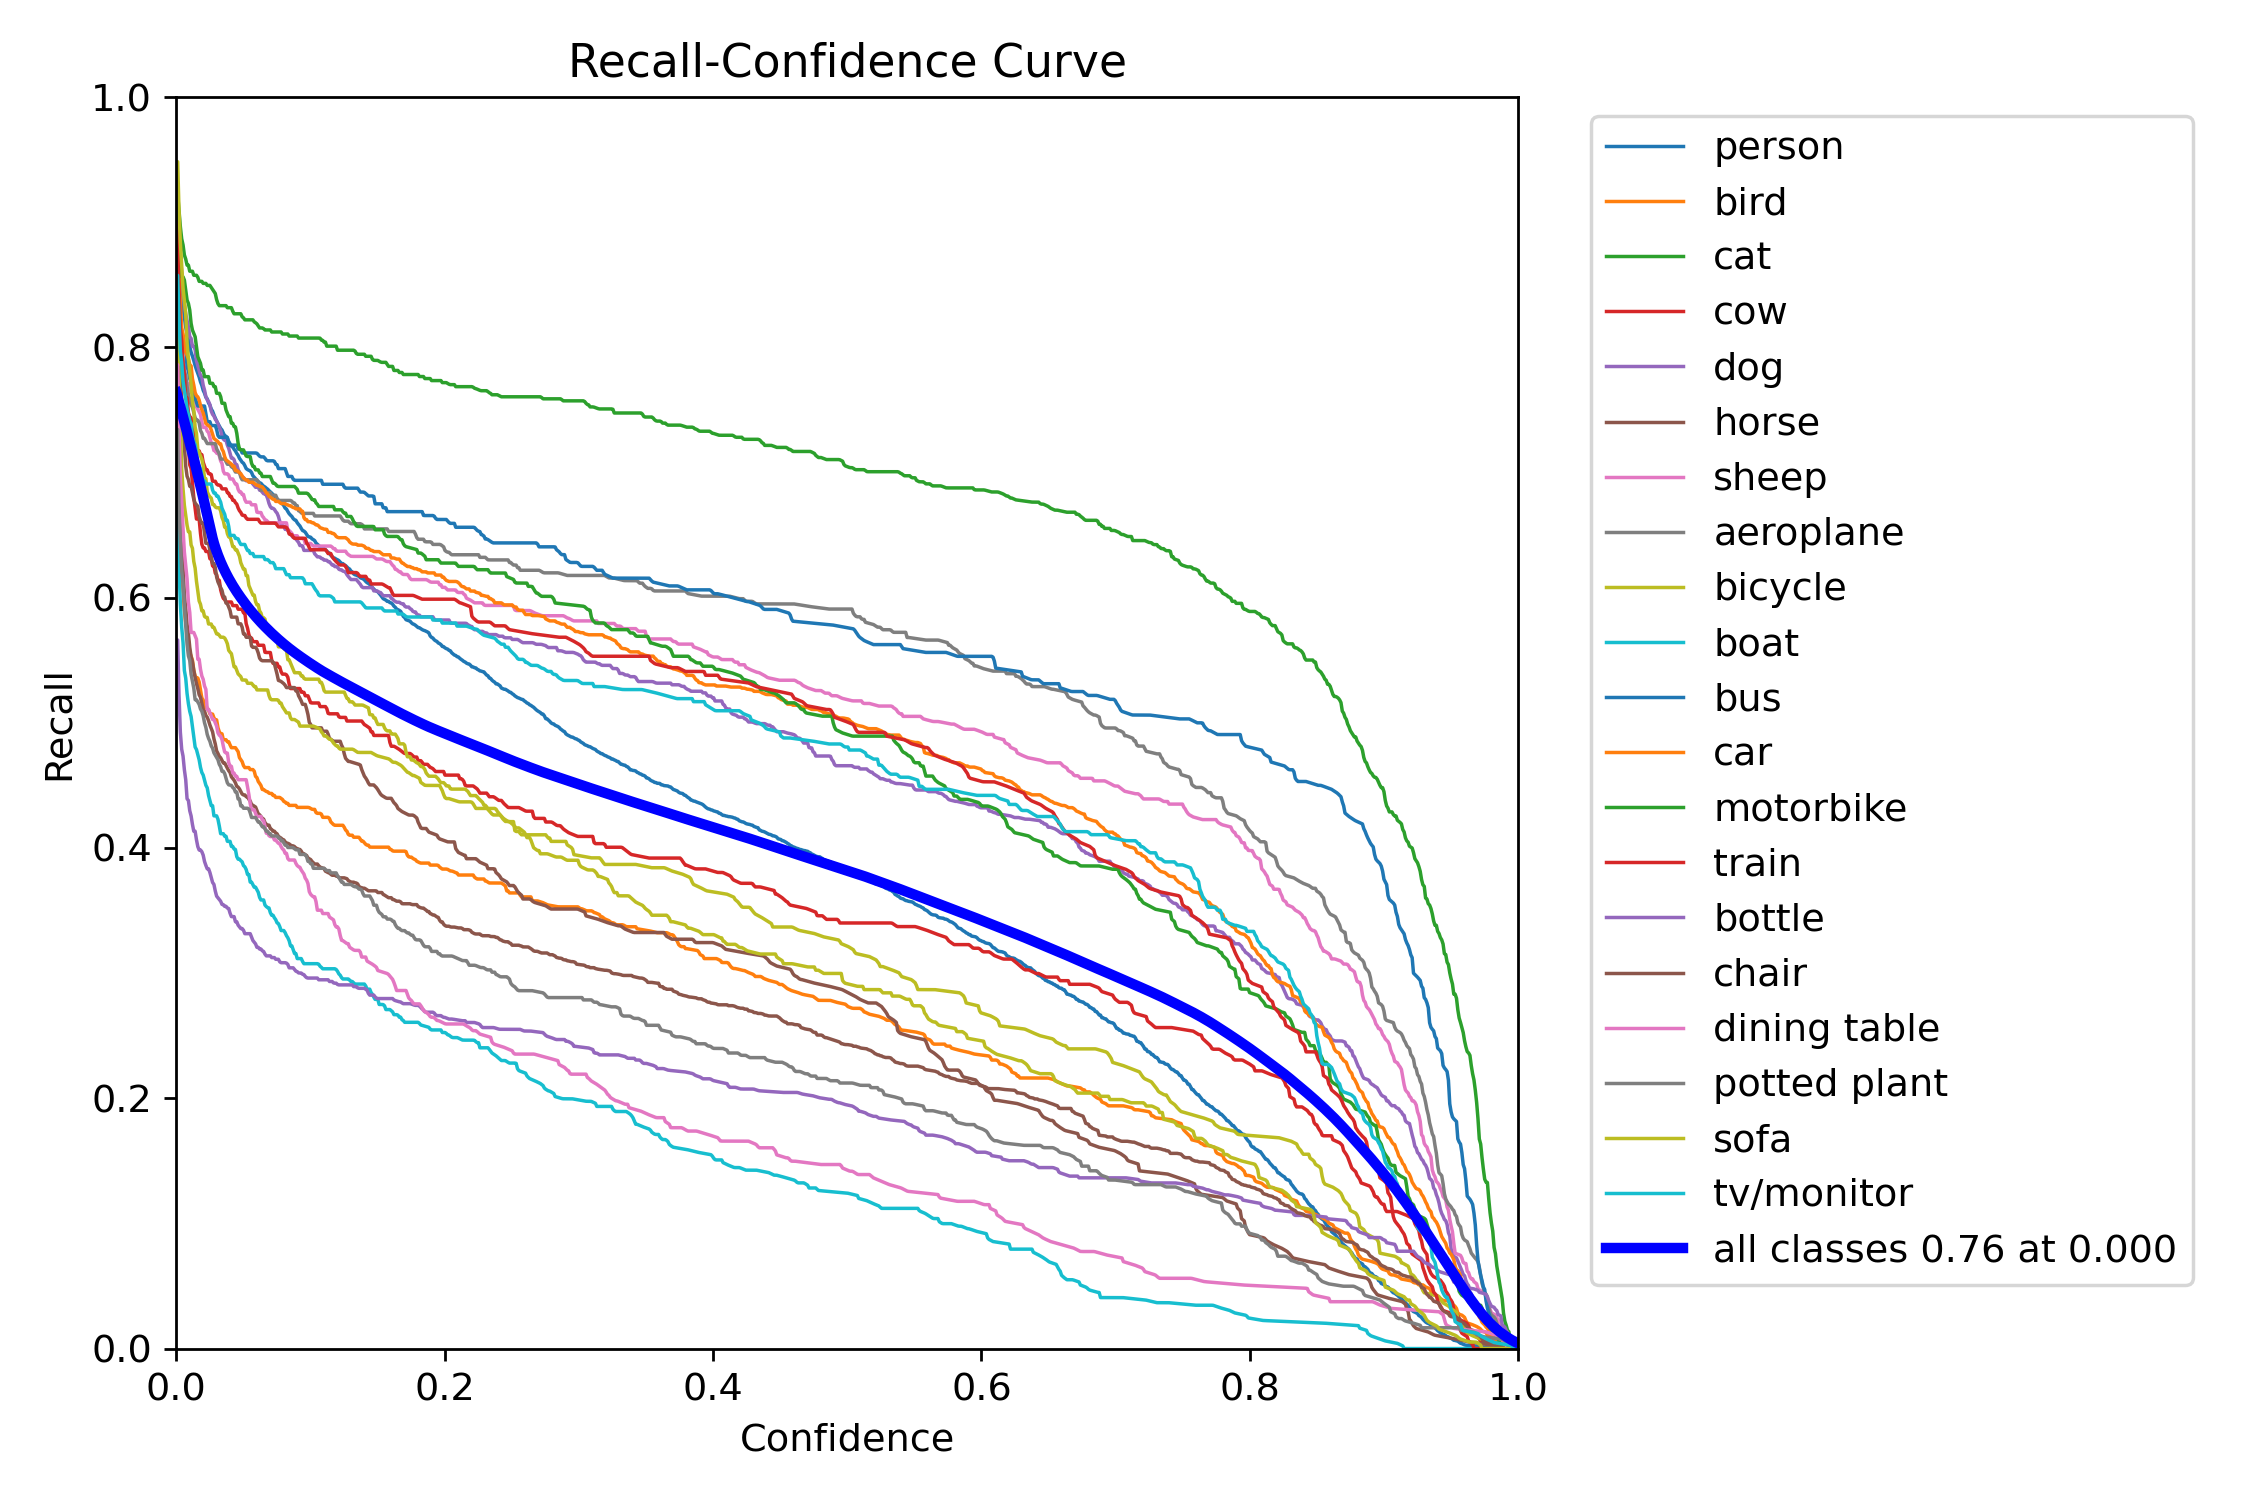 Recall-Confidence Curve
1.0
0.8
0.6
0.4
0.2
0.0
Recall
0.0 0.2 0.4 0.6 0.8 1.0
Confidence
person
bird
cat
cow
dog
horse
sheep
aeroplane
bicycle
boat
bus
car
motorbike
train
bottle
chair
dining table
potted plant
sofa
tv/monitor
all classes 0.76 at 0.000